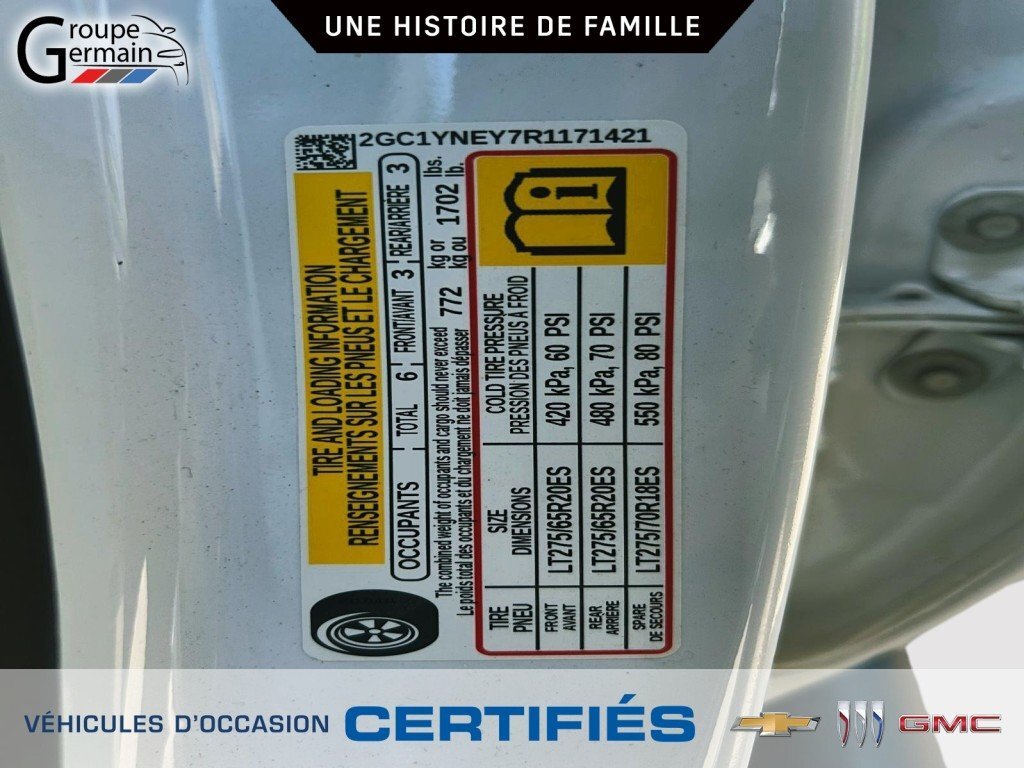 Groupe
Germain
UNE HISTOIRE DE FAMILLE
2GC1YNEY7R1171421
TIRE AND LOADING INFORMATION
RENSEIGNEMENTS SUR LES PNEUS ET LE CHARGEMENT
OCCUPANTS TOTAL 6 FRONT/AVANT 3 REAR/ARRIÈRE 3
The combined weight of occupants and cargo should never exceed 772 kg or 1702 lbs.
Le poids total des occupants et du chargement ne doit jamais dépasser kg ou lb.
TIRE SIZE COLD TIRE PRESSURE
PNEU DIMENSIONS PRESSION DES PNEUS À FROID
FRONT
AVANT LT275/65R20ES 420 kPa, 60 PSI
REAR
ARRIÈRE LT275/65R20ES 480 kPa, 70 PSI
SPARE
DE SECOURS LT275/70R18ES 550 kPa, 80 PSI
VÉHICULES D'OCCASION CERTIFIÉS GMC